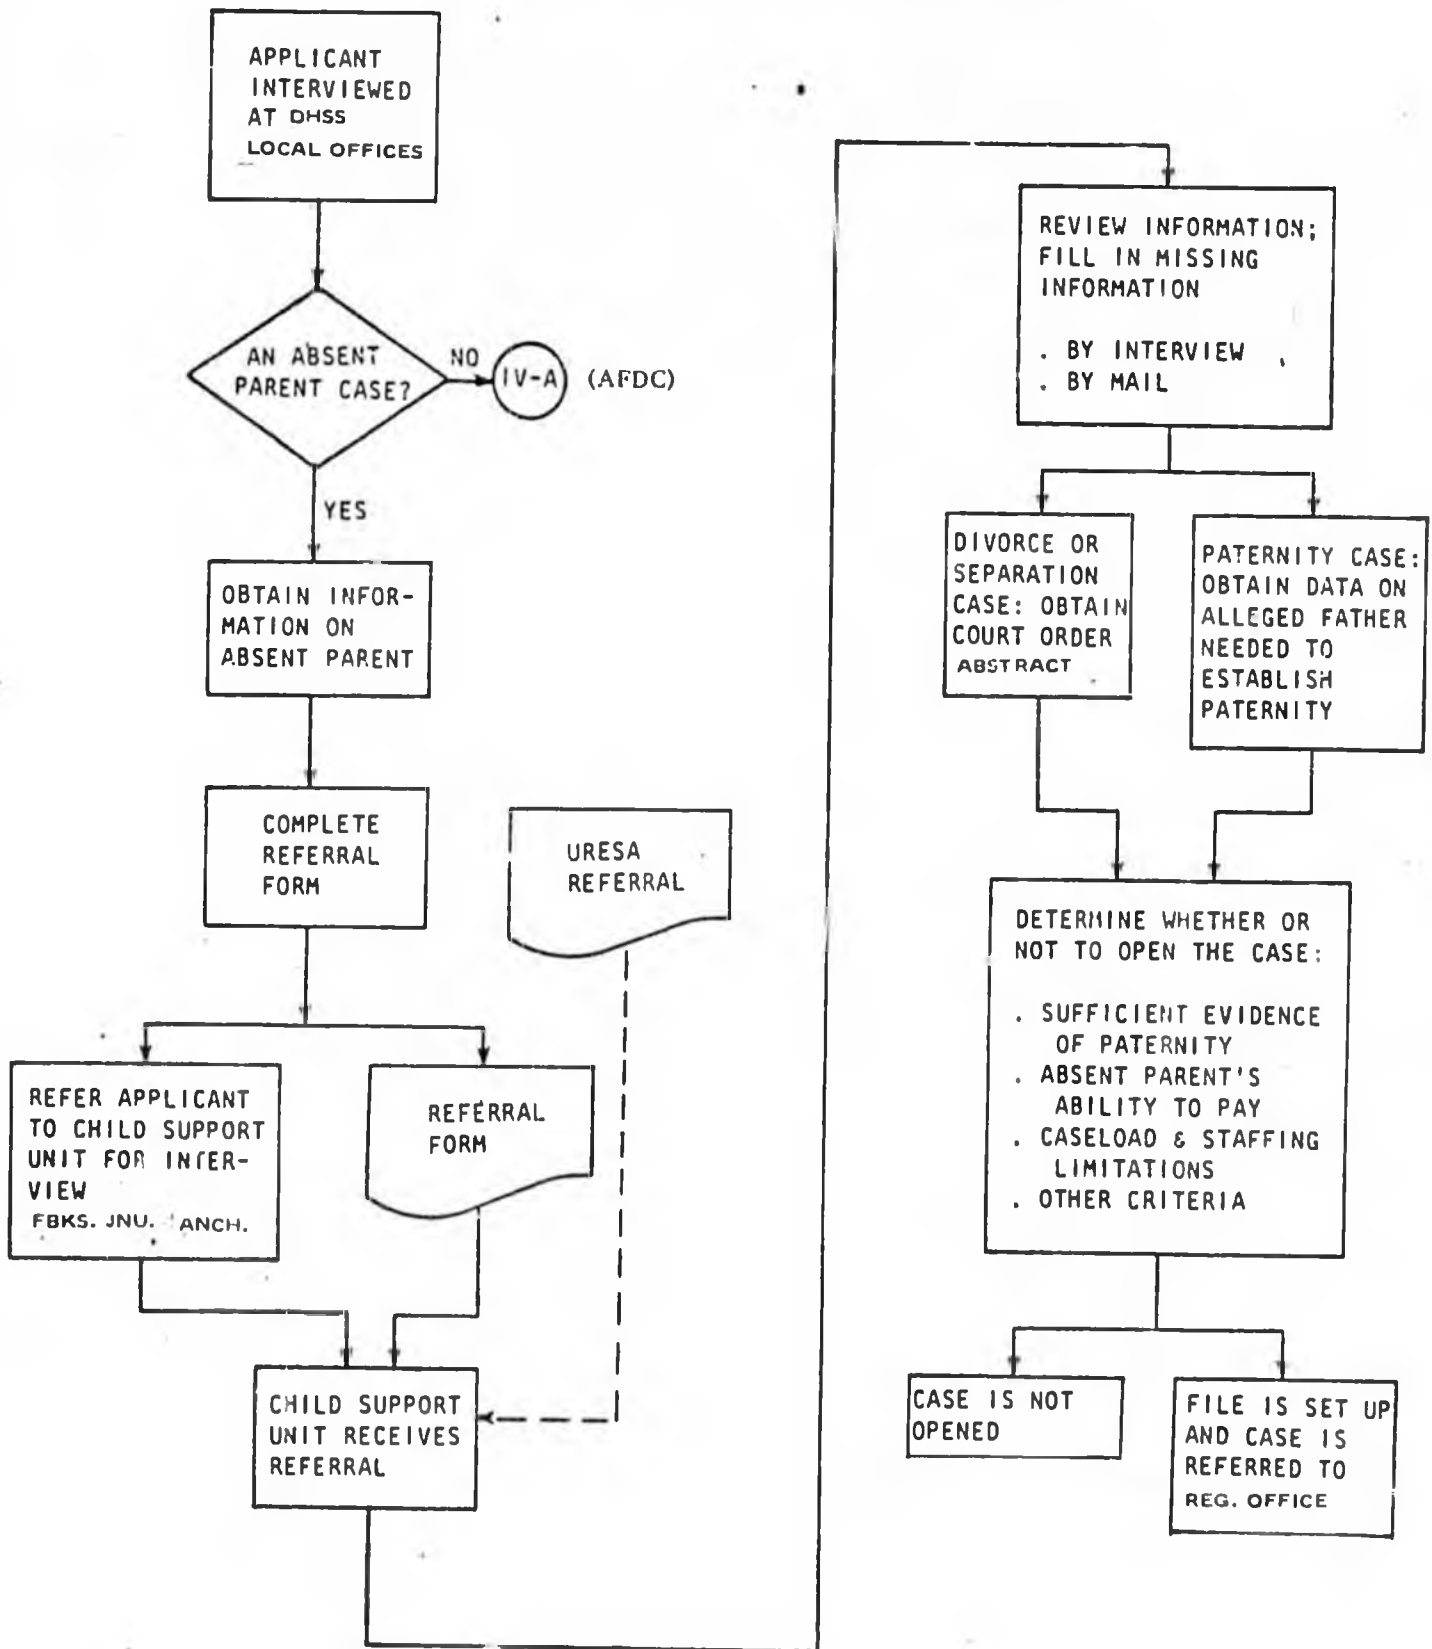 APPLICANT
INTERVIEWED
AT DHSS
LOCAL OFFICES
AN ABSENT
PARENT CASE?
NO
IV-A
(AFDC)
YES
OBTAIN INFOR-
MATION ON
ABSENT PARENT
COMPLETE
REFERRAL
FORM
URESA
REFERRAL
REFER APPLICANT
TO CHILD SUPPORT
UNIT FOR INTER-
VIEW
FBKS. JNU. ANCH.
REFERRAL
FORM
CHILD SUPPORT
UNIT RECEIVES
REFERRAL
REVIEW INFORMATION;
FILL IN MISSING
INFORMATION
. BY INTERVIEW
. BY MAIL
DIVORCE OR
SEPARATION
CASE: OBTAIN
COURT ORDER
ABSTRACT
PATERNITY CASE:
OBTAIN DATA ON
ALLEGED FATHER
NEEDED TO
ESTABLISH
PATERNITY
DETERMINE WHETHER OR
NOT TO OPEN THE CASE:
. SUFFICIENT EVIDENCE
OF PATERNITY
. ABSENT PARENT'S
ABILITY TO PAY
. CASELOAD & STAFFING
LIMITATIONS
. OTHER CRITERIA
CASE IS NOT
OPENED
FILE IS SET UP
AND CASE IS
REFERRED TO
REG. OFFICE